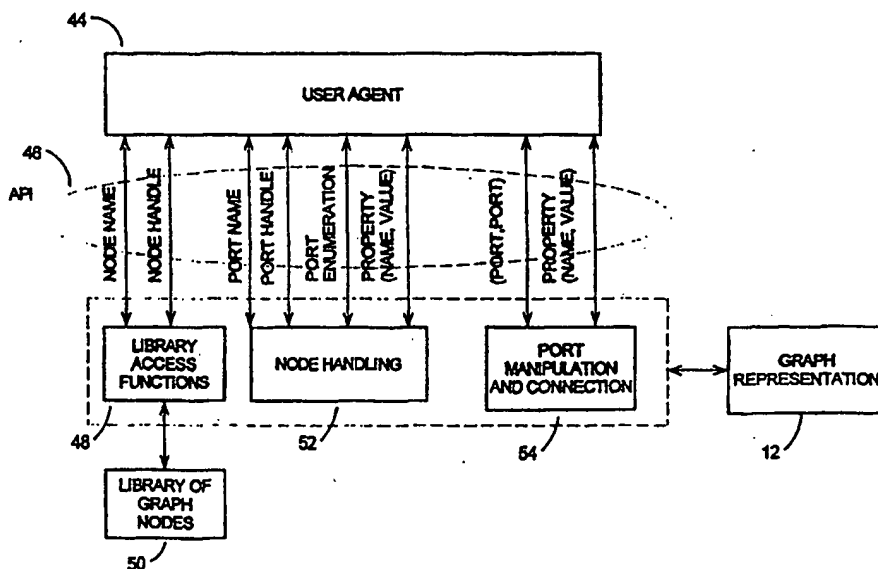 44
USER AGENT
48
API
NODE NAME
NODE HANDLE
PORT NAME
PORT HANDLE
PORT
ENUMERATION
PROPERTY
(NAME, VALUE)
(PORT,PORT)
PROPERTY
(NAME, VALUE)
LIBRARY
ACCESS
FUNCTIONS
NODE HANDLING
PORT
MANIPULATION
AND CONNECTION
GRAPH
REPRESENTATION
48
52
54
12
LIBRARY OF
GRAPH
NODES
50